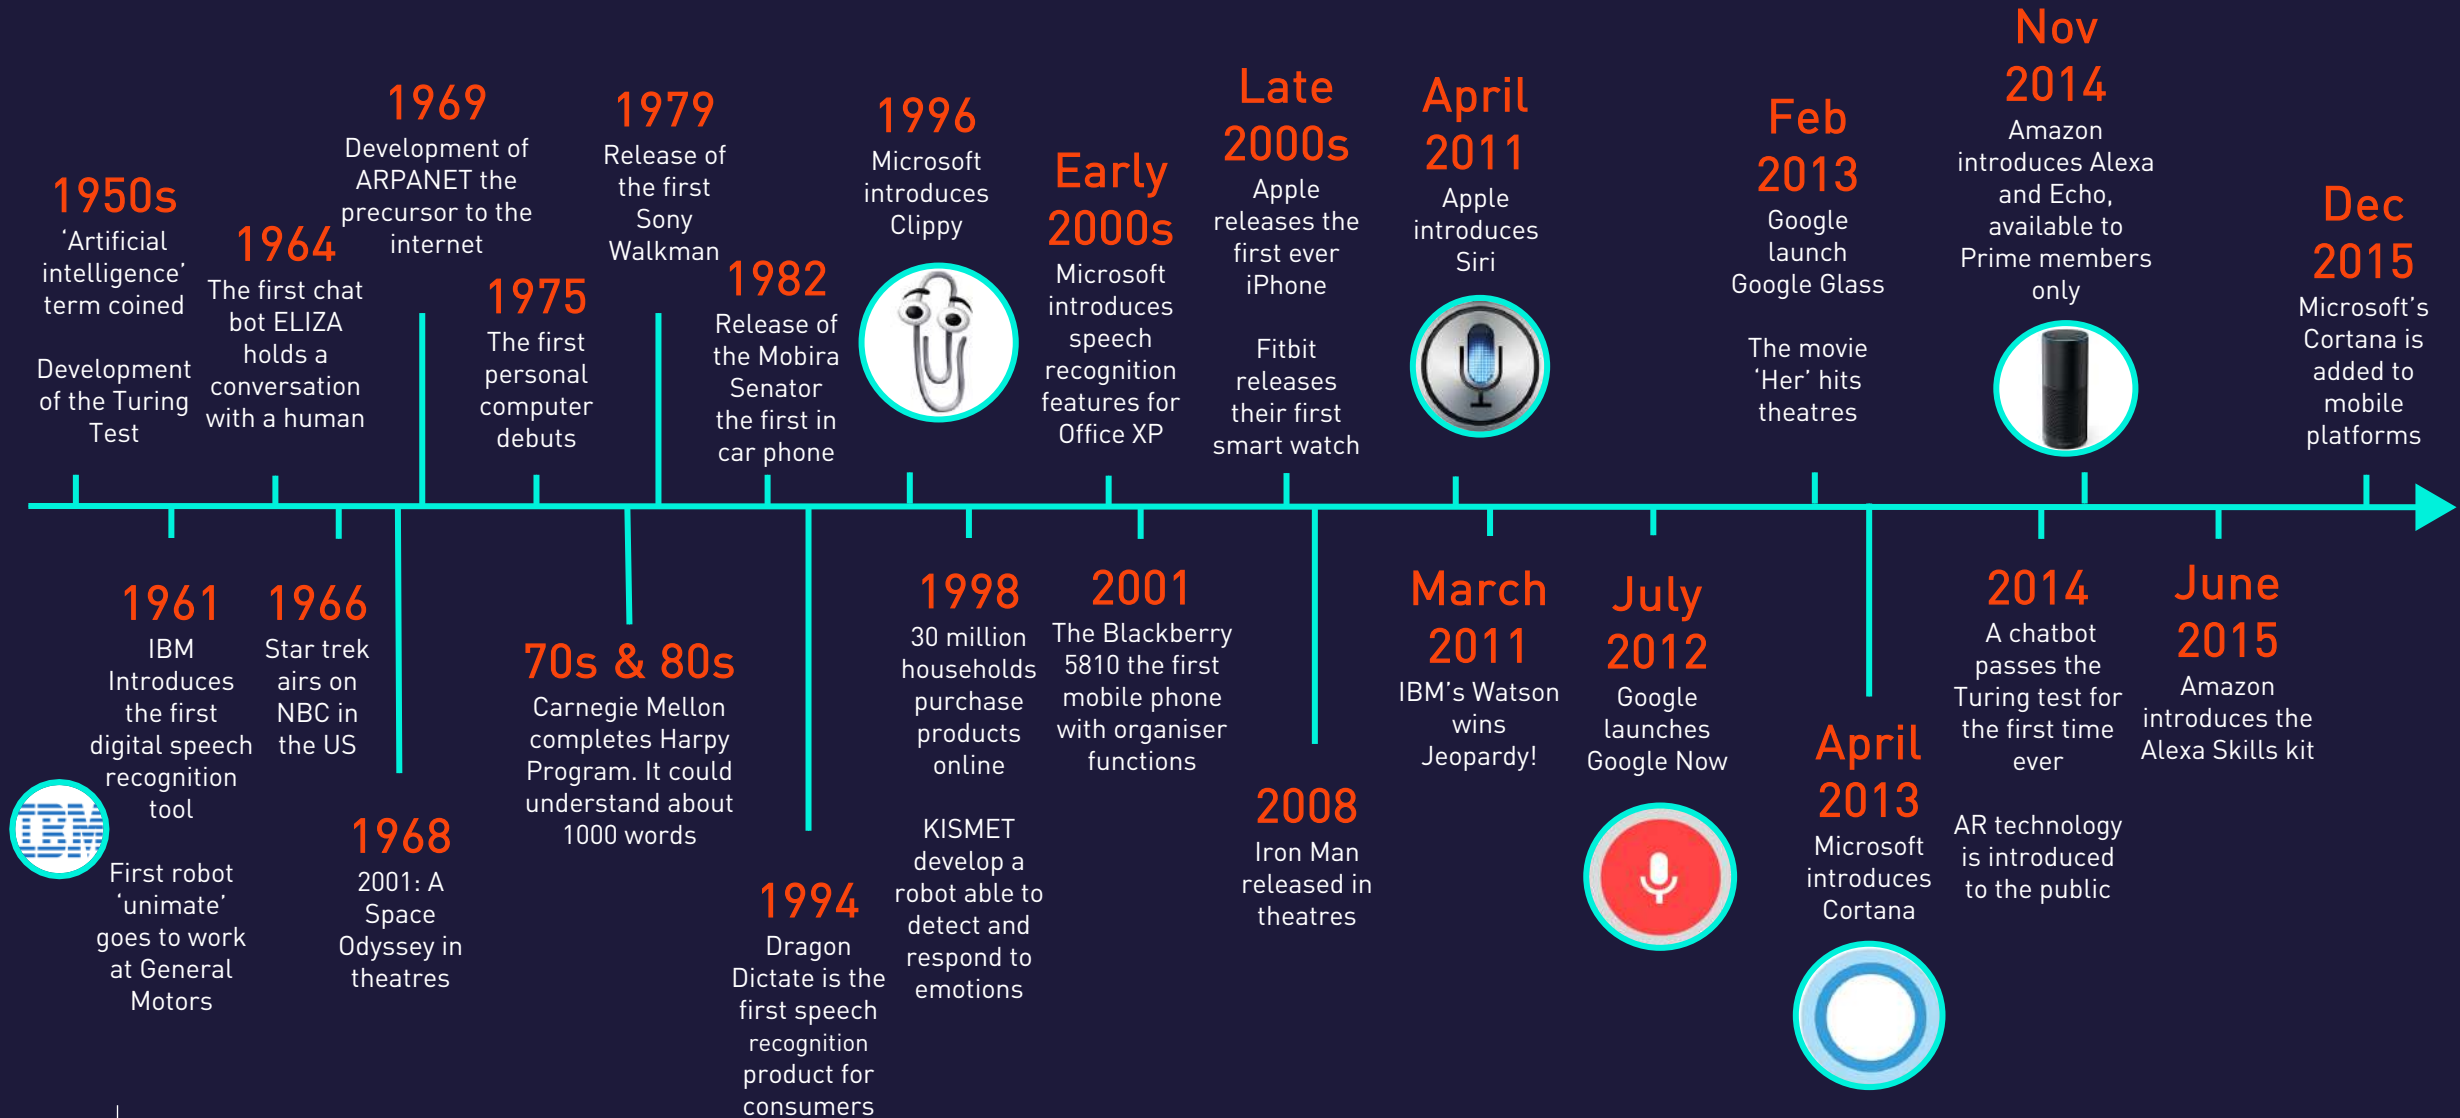 1950s
‘Artificial
intelligence’
term coined
Development
of the Turing
Test
1964
The first chat
bot ELIZA
holds a
conversation
with a human
1969
Development of
ARPANET the
precursor to the
internet
1975
The first
personal
computer
debuts
1979
Release of
the first
Sony
Walkman
1982
Release of
the Mobira
Senator
the first in
car phone
1996
Microsoft
introduces
Clippy
Early
2000s
Microsoft
introduces
speech
recognition
features for
Office XP
Late
2000s
Apple
releases the
first ever
iPhone
Fitbit
releases
their first
smart watch
April
2011
Apple
introduces
Siri
Feb
2013
Google
launch
Google Glass
The movie
‘Her’ hits
theatres
Nov
2014
Amazon
introduces Alexa
and Echo,
available to
Prime members
only
Dec
2015
Microsoft’s
Cortana is
added to
mobile
platforms
1961
IBM
Introduces
the first
digital speech
recognition
tool
First robot
‘unimate’
goes to work
at General
Motors
IBM
1966
Star trek
airs on
NBC in
the US
1968
2001: A
Space
Odyssey in
theatres
70s & 80s
Carnegie Mellon
completes Harpy
Program. It could
understand about
1000 words
1994
Dragon
Dictate is the
first speech
recognition
product for
consumers
1998
30 million
households
purchase
products
online
KISMET
develop a
robot able to
detect and
respond to
emotions
2001
The Blackberry
5810 the first
mobile phone
with organiser
functions
2008
Iron Man
released in
theatres
March
2011
IBM’s Watson
wins
Jeopardy!
July
2012
Google
launches
Google Now
April
2013
Microsoft
introduces
Cortana
2014
A chatbot
passes the
Turing test for
the first time
ever
AR technology
is introduced
to the public
June
2015
Amazon
introduces the
Alexa Skills kit